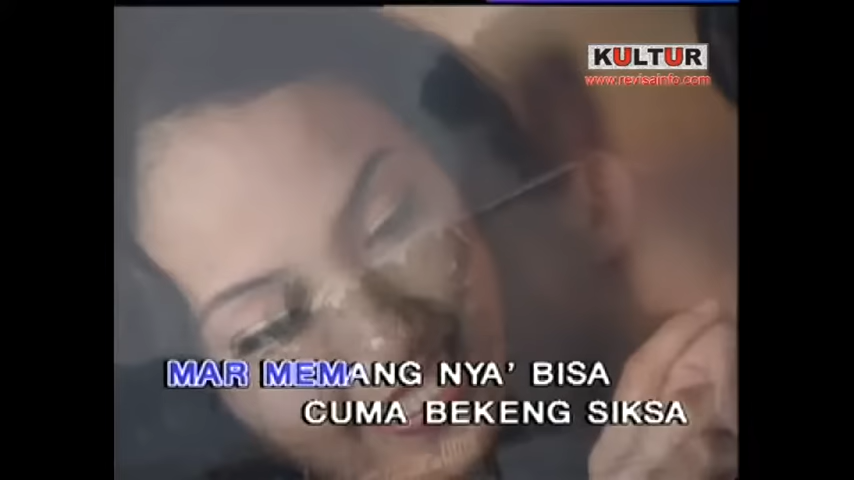 KULTUR
www.revisainfo.com
MAR MEMANG NYA' BISA
CUMA BEKENG SIKSA